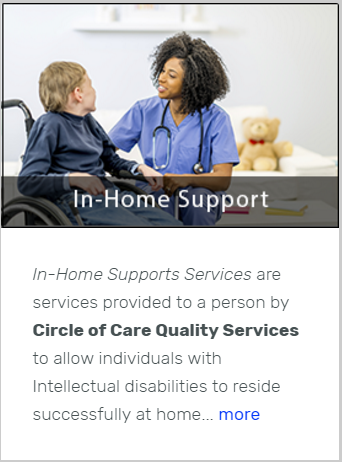 In-Home Support
In-Home Supports Services are
services provided to a person by
Circle of Care Quality Services
to allow individuals with
Intellectual disabilities to reside
successfully at home... more